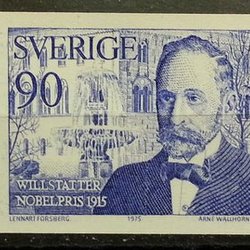 SVERIGE
90
WILLSTÄTTER
NOBELPRIS 1915
LENNART FORSBERG 1975 ARNE WALLHORN